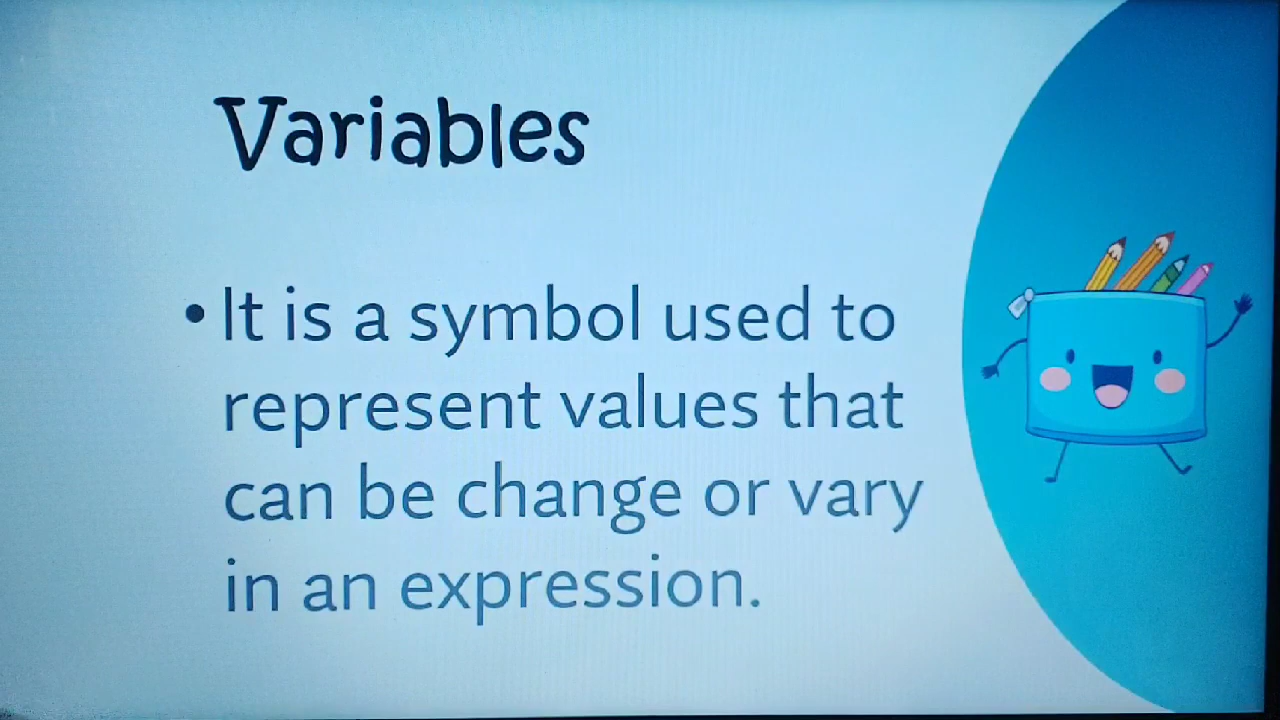 Variables
• It is a symbol used to
represent values that
can be change or vary
in an expression.